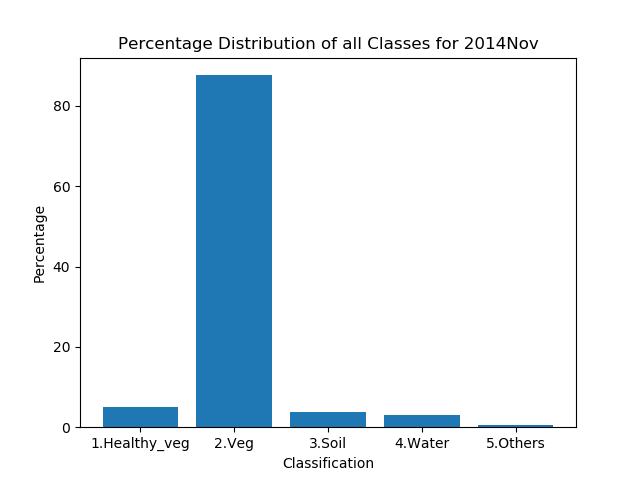 Percentage Distribution of all Classes for 2014Nov
80
60
40
20
0
Percentage
1.Healthy_veg 2.Veg 3.Soil 4.Water 5.Others
Classification